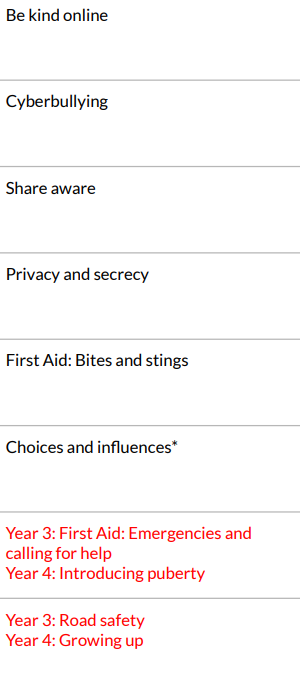 Be kind online
Cyberbullying
Share aware
Privacy and secrecy
First Aid: Bites and stings
Choices and influences*
Year 3: First Aid: Emergencies and
calling for help
Year 4: Introducing puberty
Year 3: Road safety
Year 4: Growing up